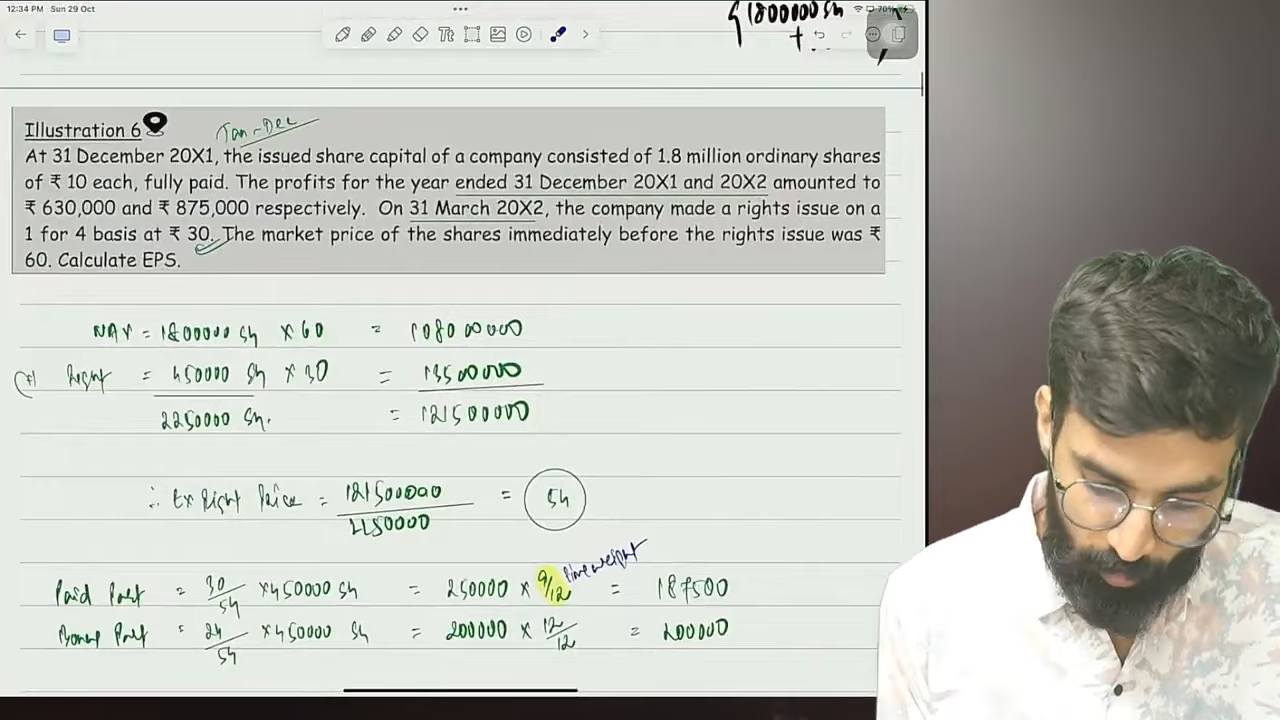 12:34 PM Sun 29 Oct
70%
{1800000 Sh
+..
Illustration 6
Jan-Dec
At 31 December 20X1, the issued share capital of a company consisted of 1.8 million ordinary shares
of ₹ 10 each, fully paid. The profits for the year ended 31 December 20X1 and 20X2 amounted to
₹ 630,000 and ₹ 875,000 respectively. On 31 March 20X2, the company made a rights issue on a
1 for 4 basis at ₹ 30. The market price of the shares immediately before the rights issue was ₹
60. Calculate EPS.
NAV = 1800000 Sh × 60 = 108000000
(+) Right = 450000 Sh × 30 = 13500000
2250000 Sh. = 121500000
∴ Ex Right Price = 121500000 / 2250000 = 54
Time weight
Paid Part = 30/54 × 450000 Sh = 250000 × 9/12 = 187500
Bonus Part = 24/54 × 450000 Sh = 200000 × 12/12 = 200000